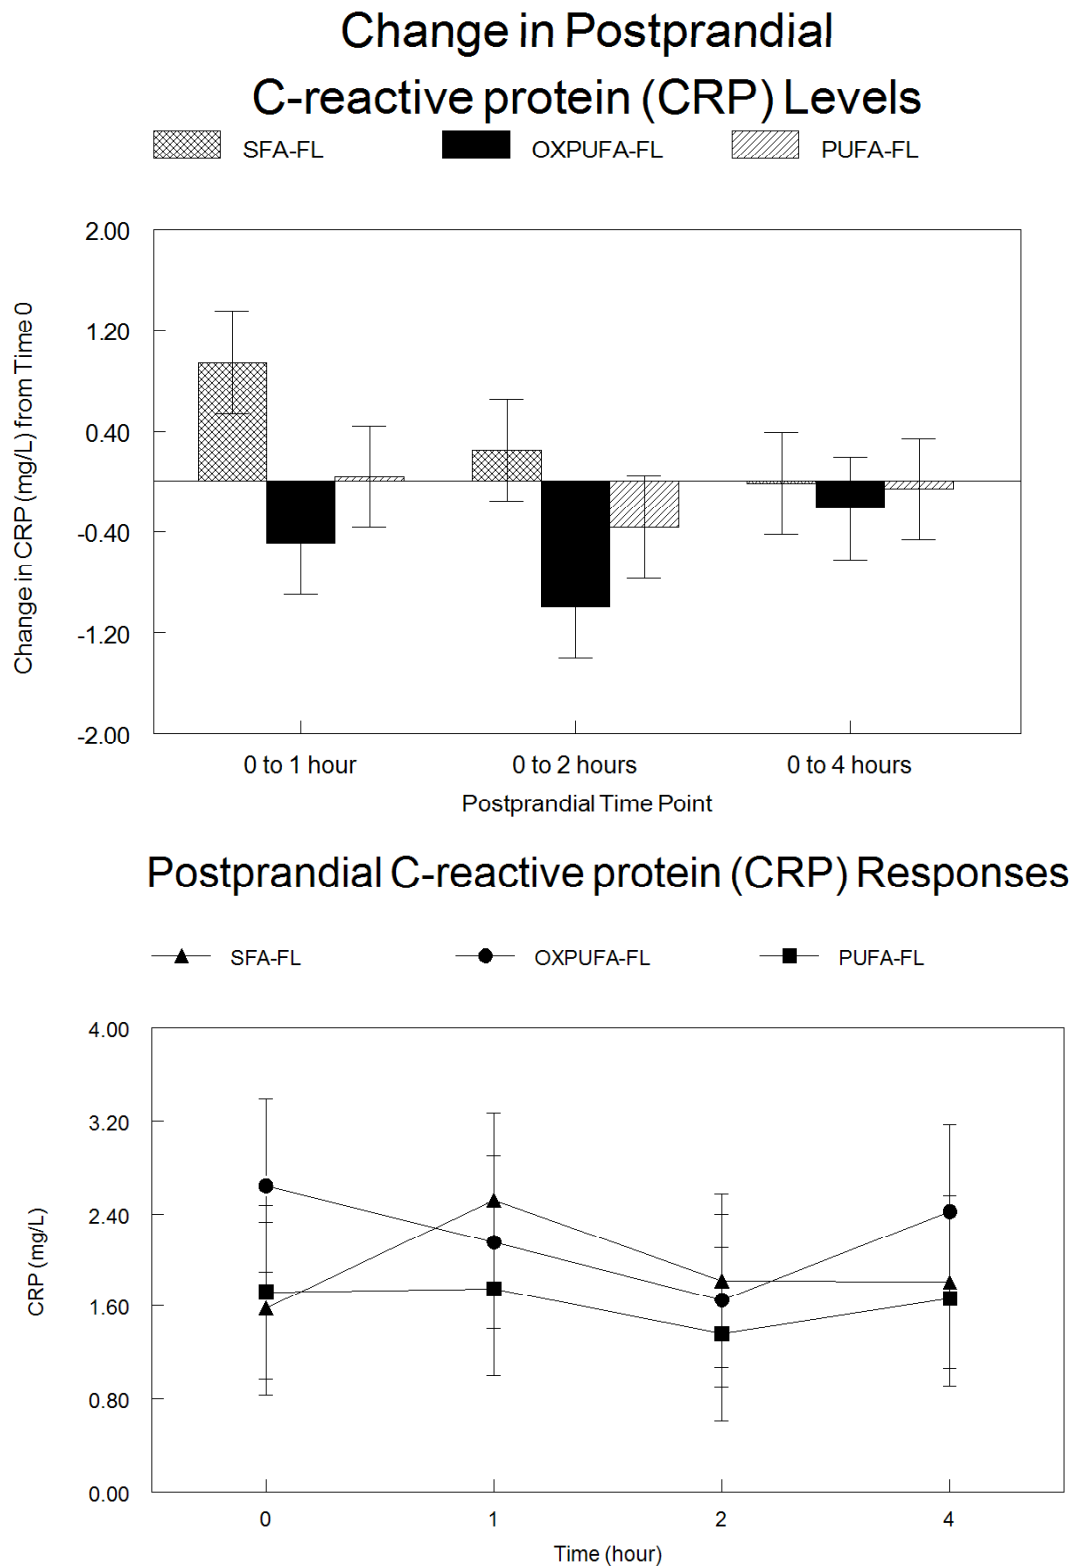 Change in Postprandial
C-reactive protein (CRP) Levels
SFA-FL OXPUFA-FL PUFA-FL
Change in CRP (mg/L) from Time 0
2.00
1.20
0.40
-0.40
-1.20
-2.00
0 to 1 hour 0 to 2 hours 0 to 4 hours
Postprandial Time Point
Postprandial C-reactive protein (CRP) Responses
SFA-FL OXPUFA-FL PUFA-FL
CRP (mg/L)
4.00
3.20
2.40
1.60
0.80
0.00
0 1 2 4
Time (hour)